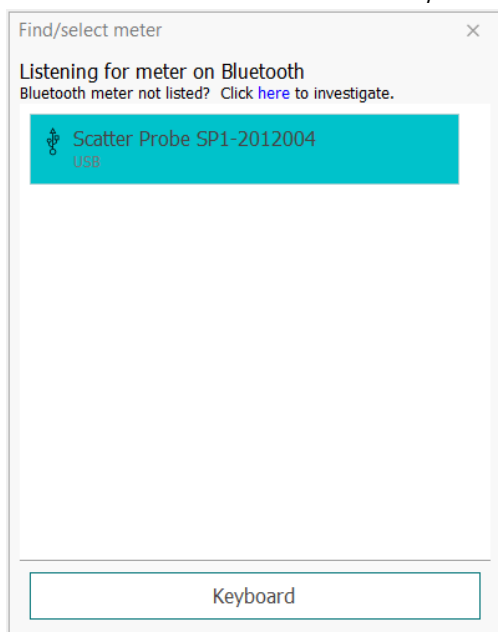 Find/select meter
Listening for meter on Bluetooth
Bluetooth meter not listed? Click here to investigate.
Scatter Probe SP1-2012004
USB
Keyboard